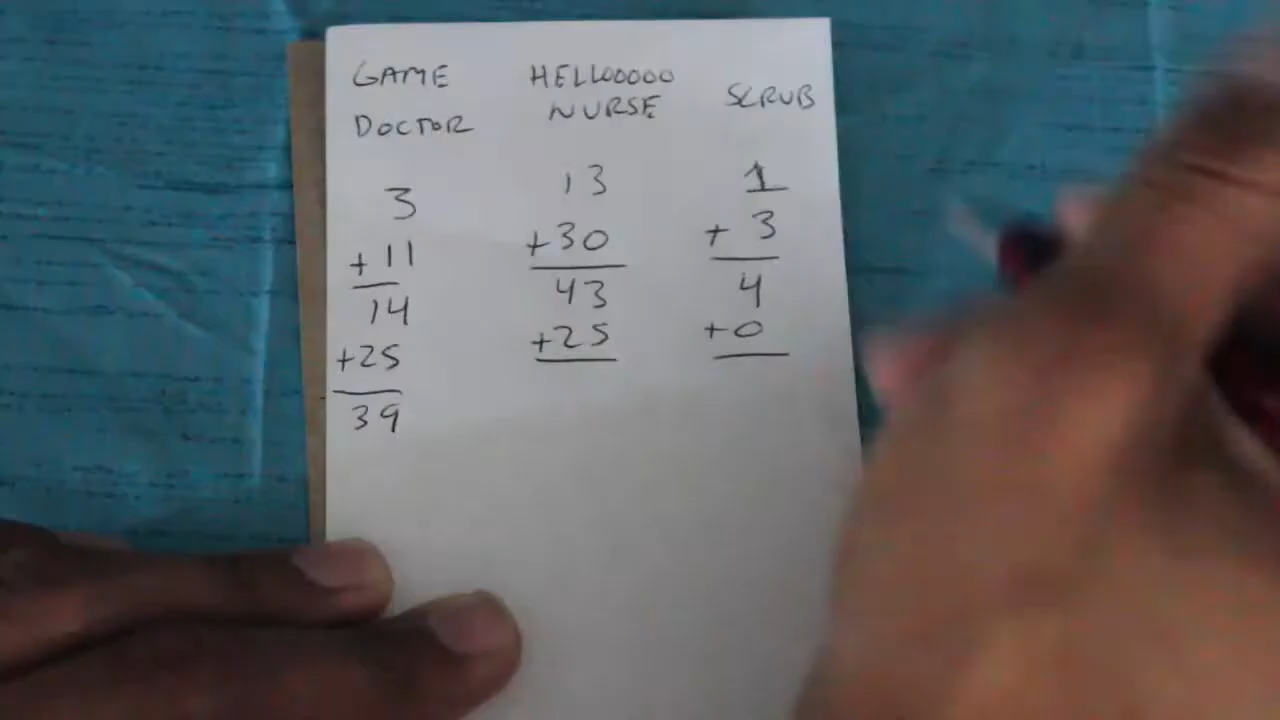 GAME
DOCTOR
3
+11
14
+25
39
HELLOOOOO
NURSE
13
+30
43
+25
SCRUB
1
+3
4
+0